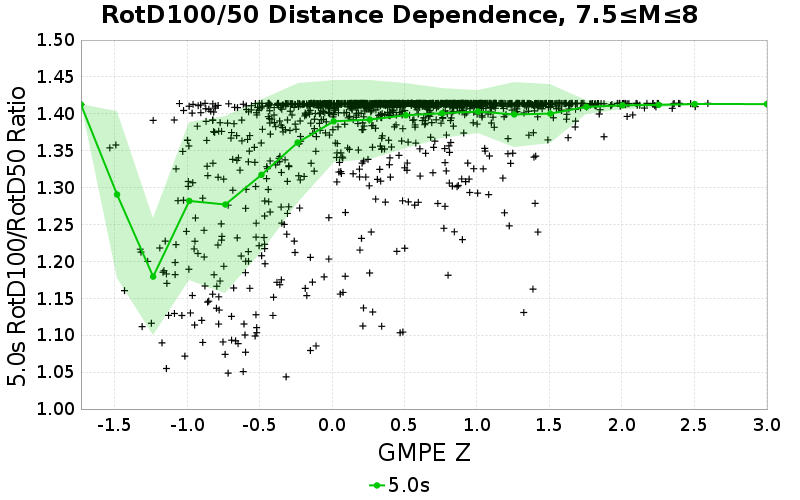 RotD100/50 Distance Dependence, 7.5≤M≤8
5.0s RotD100/RotD50 Ratio
1.50
1.45
1.40
1.35
1.30
1.25
1.20
1.15
1.10
1.05
1.00
-1.5 -1.0 -0.5 0.0 0.5 1.0 1.5 2.0 2.5 3.0
GMPE Z
5.0s